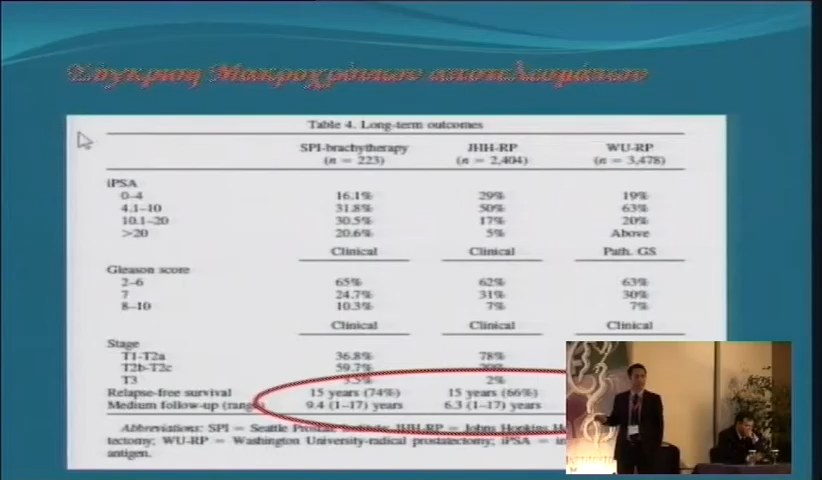 Σύγκριση Μακροχρόνιων αποτελεσμάτων
Table 4. Long-term outcomes
SPI-brachytherapy JHH-RP WU-RP
(n = 223) (n = 2,404) (n = 3,478)
iPSA
0–4 16.1% 29% 19%
4.1–10 31.8% 50% 63%
10.1–20 30.5% 17% 20%
>20 20.6% 5% Above
Clinical Clinical Path. GS
Gleason score
2–6 65% 62% 63%
7 24.7% 31% 30%
8–10 10.3% 7% 7%
Clinical Clinical Clinical
Stage
T1-T2a 36.8% 78%
T2b-T2c 59.7%
T3 2%
Relapse-free survival 15 years (74%) 15 years (66%)
Medium follow-up 9.4 (1–17) years 6.3 (1–17) years
Abbreviations: SPI = Seattle JHH-RP = Johns Hopkins
tectomy; WU-RP = Washington University-radical prostatectomy; iPSA =
antigen.